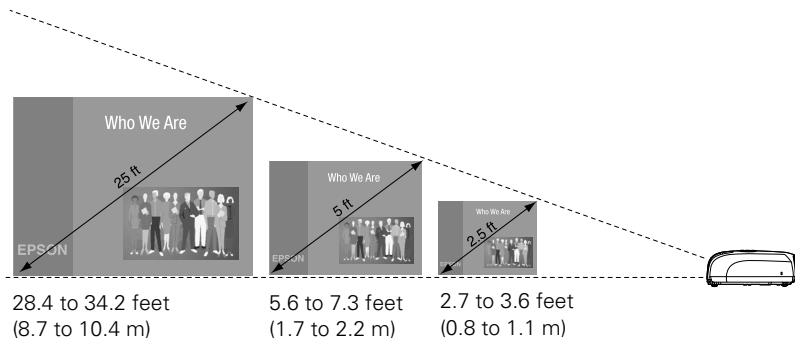 Who We Are
25 ft
EPSON
Who We Are
5 ft
EPSON
Who We Are
2.5 ft
28.4 to 34.2 feet
(8.7 to 10.4 m)
5.6 to 7.3 feet
(1.7 to 2.2 m)
2.7 to 3.6 feet
(0.8 to 1.1 m)